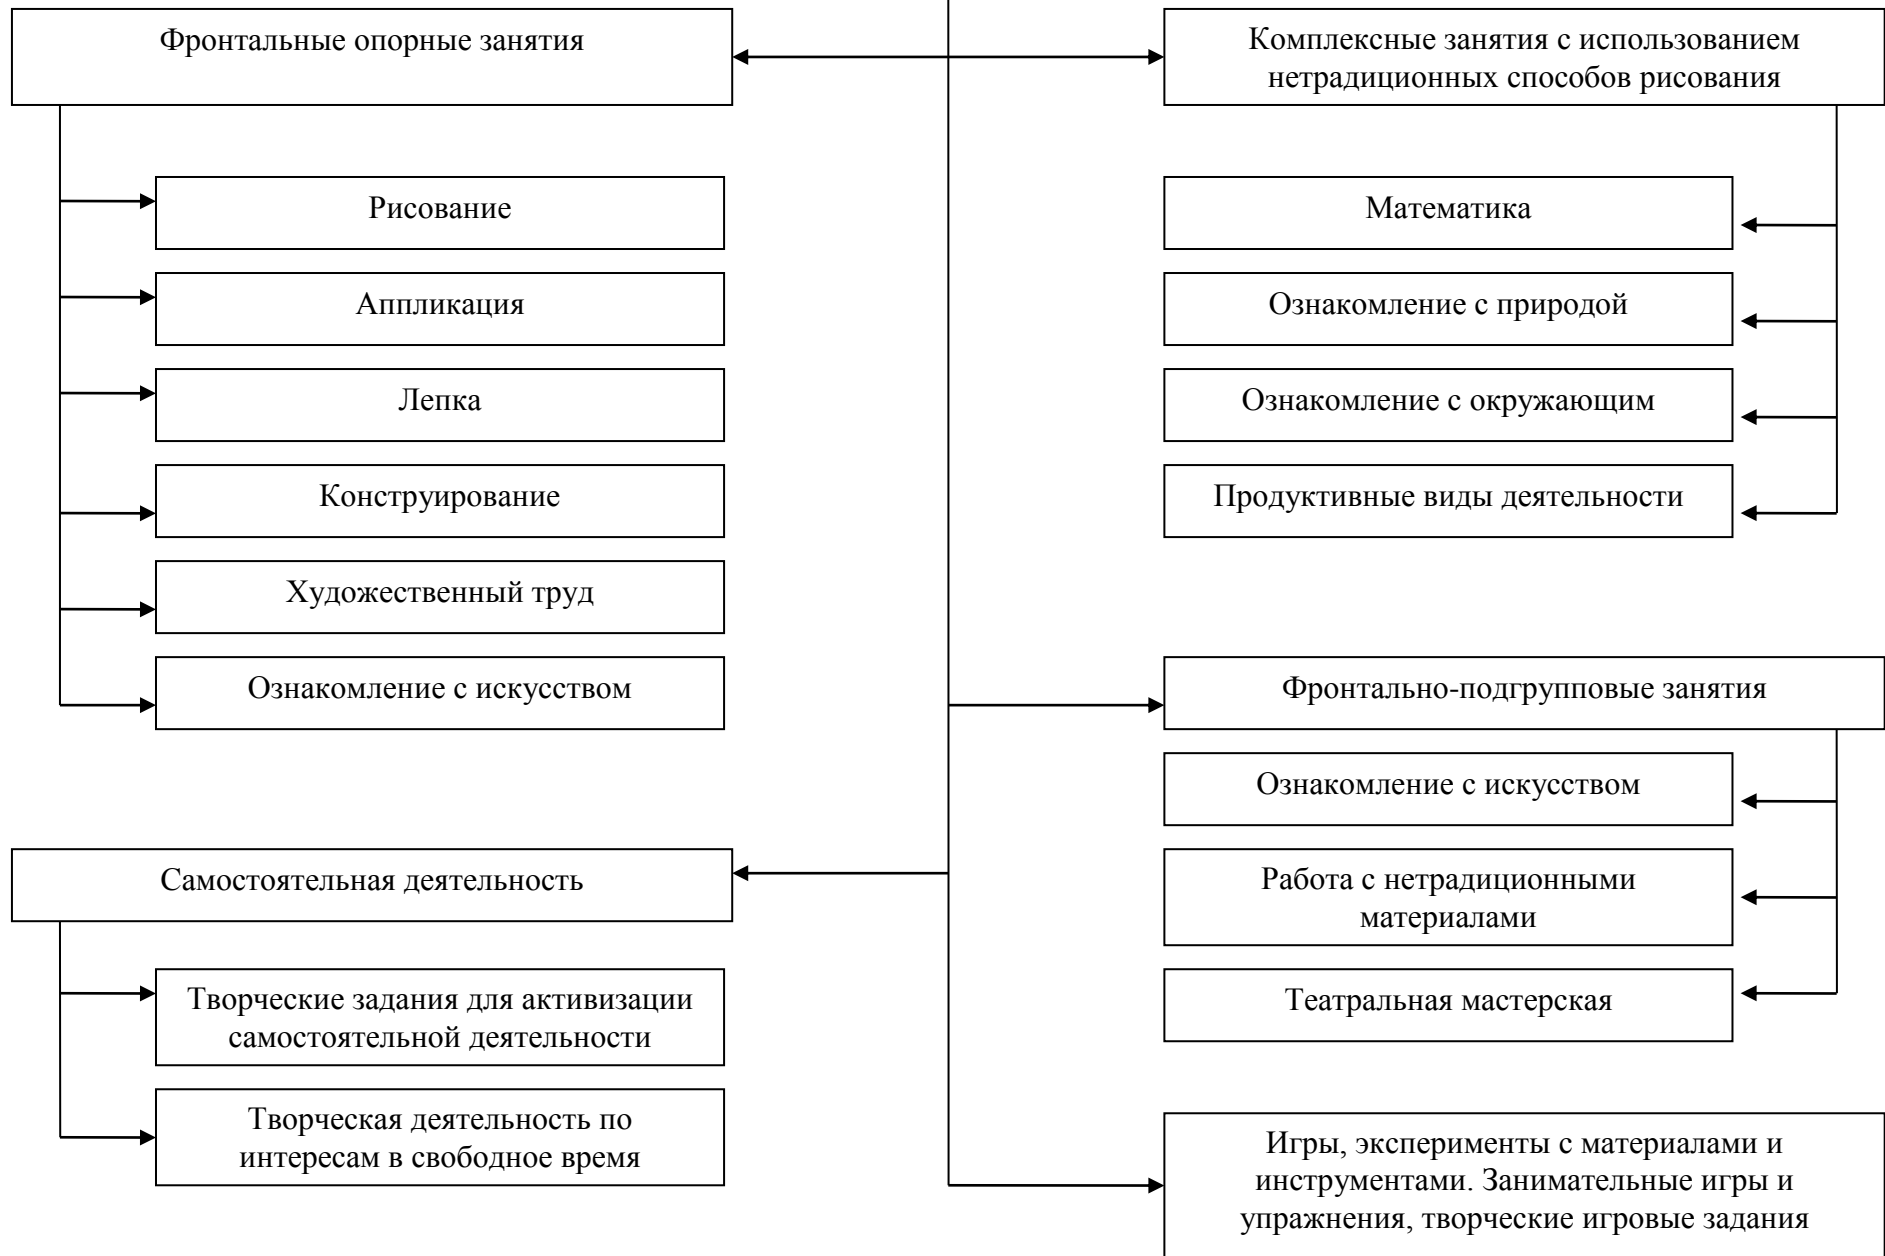 Фронтальные опорные занятия
Рисование
Аппликация
Лепка
Конструирование
Художественный труд
Ознакомление с искусством
Самостоятельная деятельность
Творческие задания для активизации
самостоятельной деятельности
Творческая деятельность по
интересам в свободное время
Комплексные занятия с использованием
нетрадиционных способов рисования
Математика
Ознакомление с природой
Ознакомление с окружающим
Продуктивные виды деятельности
Фронтально-подгрупповые занятия
Ознакомление с искусством
Работа с нетрадиционными
материалами
Театральная мастерская
Игры, эксперименты с материалами и
инструментами. Занимательные игры и
упражнения, творческие игровые задания